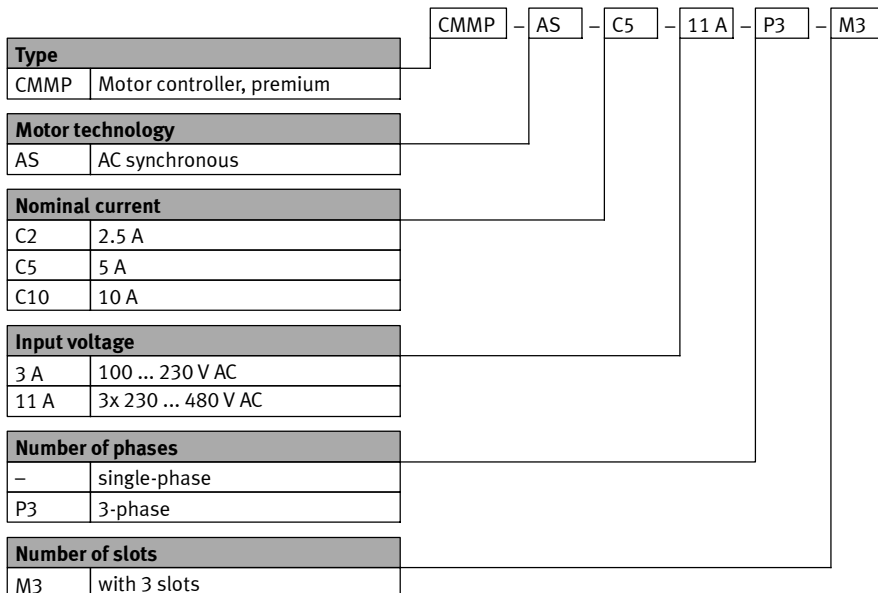 CMMP – AS – C5 – 11 A – P3 – M3
Type
CMMP Motor controller, premium
Motor technology
AS AC synchronous
Nominal current
C2 2.5 A
C5 5 A
C10 10 A
Input voltage
3 A 100 ... 230 V AC
11 A 3x 230 ... 480 V AC
Number of phases
– single-phase
P3 3-phase
Number of slots
M3 with 3 slots